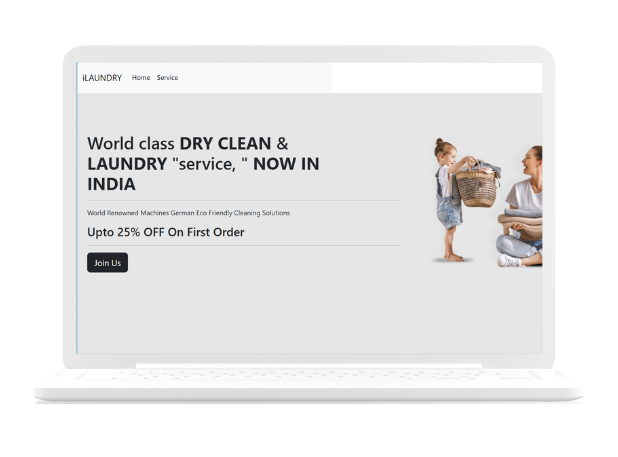 iLAUNDRY Home Service
World class DRY CLEAN &
LAUNDRY "service, " NOW IN
INDIA
World Renowned Machines German Eco Friendly Cleaning Solutions
Upto 25% OFF On First Order
Join Us